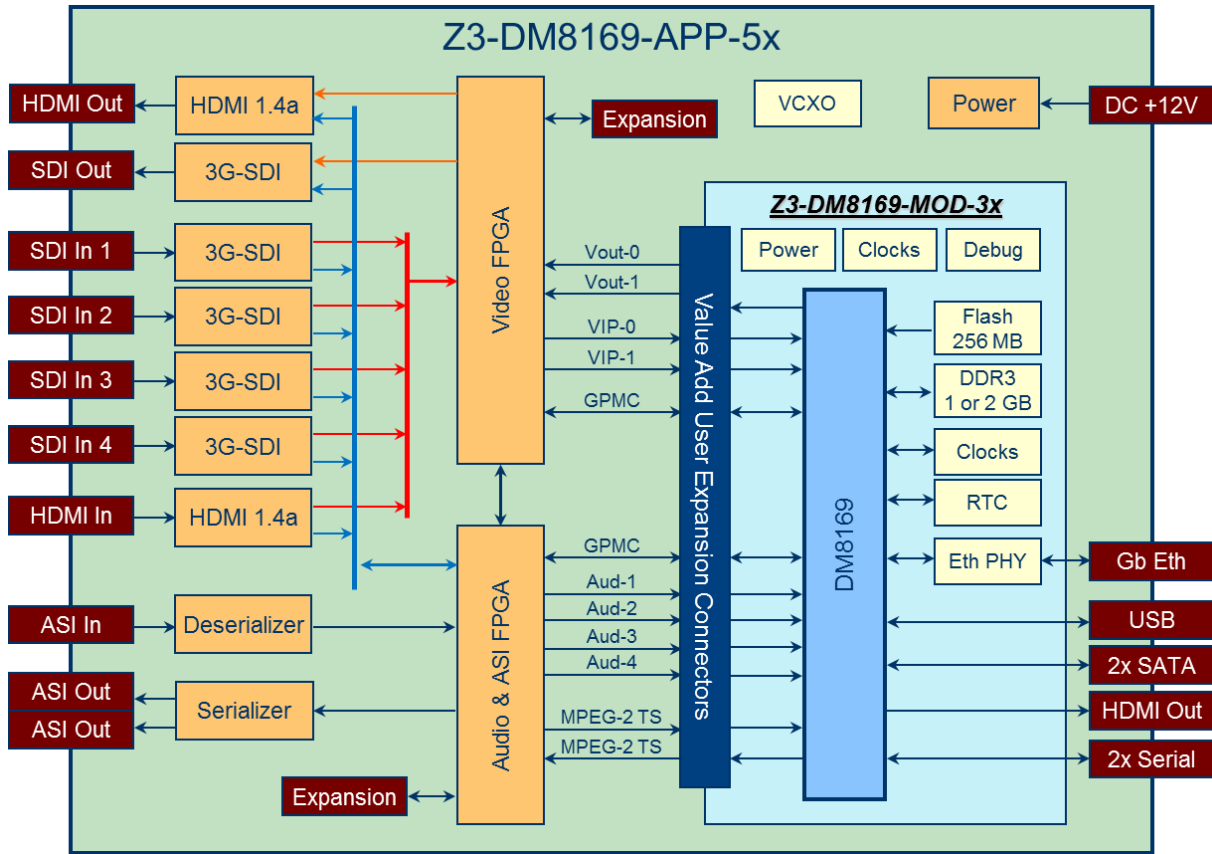 Z3-DM8169-APP-5x
HDMI Out
HDMI 1.4a
Expansion
VCXO
Power
DC +12V
SDI Out
3G-SDI
SDI In 1
3G-SDI
SDI In 2
3G-SDI
SDI In 3
3G-SDI
SDI In 4
3G-SDI
HDMI In
HDMI 1.4a
Video FPGA
Vout-0
Vout-1
VIP-0
VIP-1
GPMC
Value Add User Expansion Connectors
Z3-DM8169-MOD-3x
Power
Clocks
Debug
DM8169
Flash
256 MB
DDR3
1 or 2 GB
Clocks
RTC
Eth PHY
Gb Eth
USB
2x SATA
HDMI Out
2x Serial
ASI In
Deserializer
ASI Out
ASI Out
Serializer
Audio & ASI FPGA
GPMC
Aud-1
Aud-2
Aud-3
Aud-4
MPEG-2 TS
MPEG-2 TS
Expansion